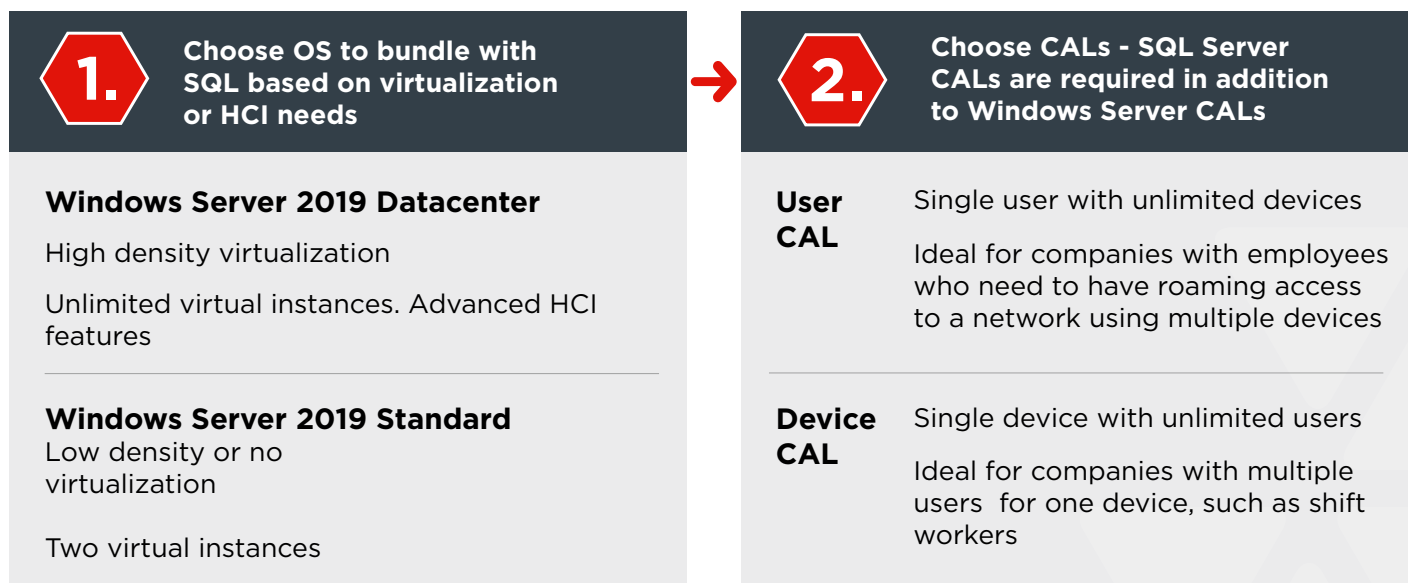 1.
Choose OS to bundle with
SQL based on virtualization
or HCI needs
Windows Server 2019 Datacenter
High density virtualization
Unlimited virtual instances. Advanced HCI
features
Windows Server 2019 Standard
Low density or no
virtualization
Two virtual instances
2.
Choose CALs - SQL Server
CALs are required in addition
to Windows Server CALs
User
CAL
Single user with unlimited devices
Ideal for companies with employees
who need to have roaming access
to a network using multiple devices
Device
CAL
Single device with unlimited users
Ideal for companies with multiple
users  for one device, such as shift
workers